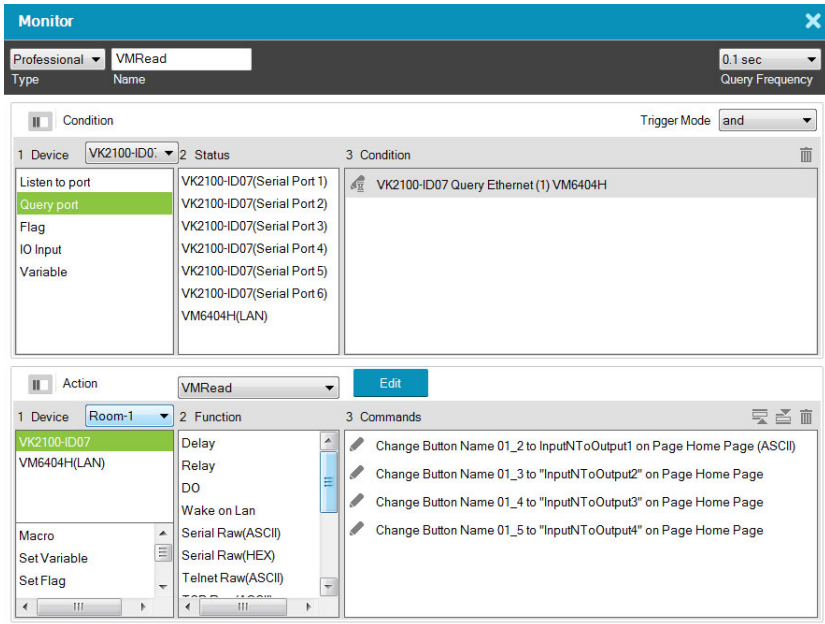 Monitor
Professional VMRead 0.1 sec
Type Name Query Frequency
Condition Trigger Mode and
1 Device VK2100-ID0 2 Status 3 Condition
Listen to port
Query port
Flag
IO Input
Variable
VK2100-ID07(Serial Port 1)
VK2100-ID07(Serial Port 2)
VK2100-ID07(Serial Port 3)
VK2100-ID07(Serial Port 4)
VK2100-ID07(Serial Port 5)
VK2100-ID07(Serial Port 6)
VM6404H(LAN)
VK2100-ID07 Query Ethernet (1) VM6404H
Action VMRead Edit
1 Device Room-1 2 Function 3 Commands
VK2100-ID07
VM6404H(LAN)
Macro
Set Variable
Set Flag
Delay
Relay
DO
Wake on Lan
Serial Raw(ASCII)
Serial Raw(HEX)
Telnet Raw(ASCII)
Change Button Name 01_2 to InputNToOutput1 on Page Home Page (ASCII)
Change Button Name 01_3 to "InputNToOutput2" on Page Home Page
Change Button Name 01_4 to "InputNToOutput3" on Page Home Page
Change Button Name 01_5 to "InputNToOutput4" on Page Home Page